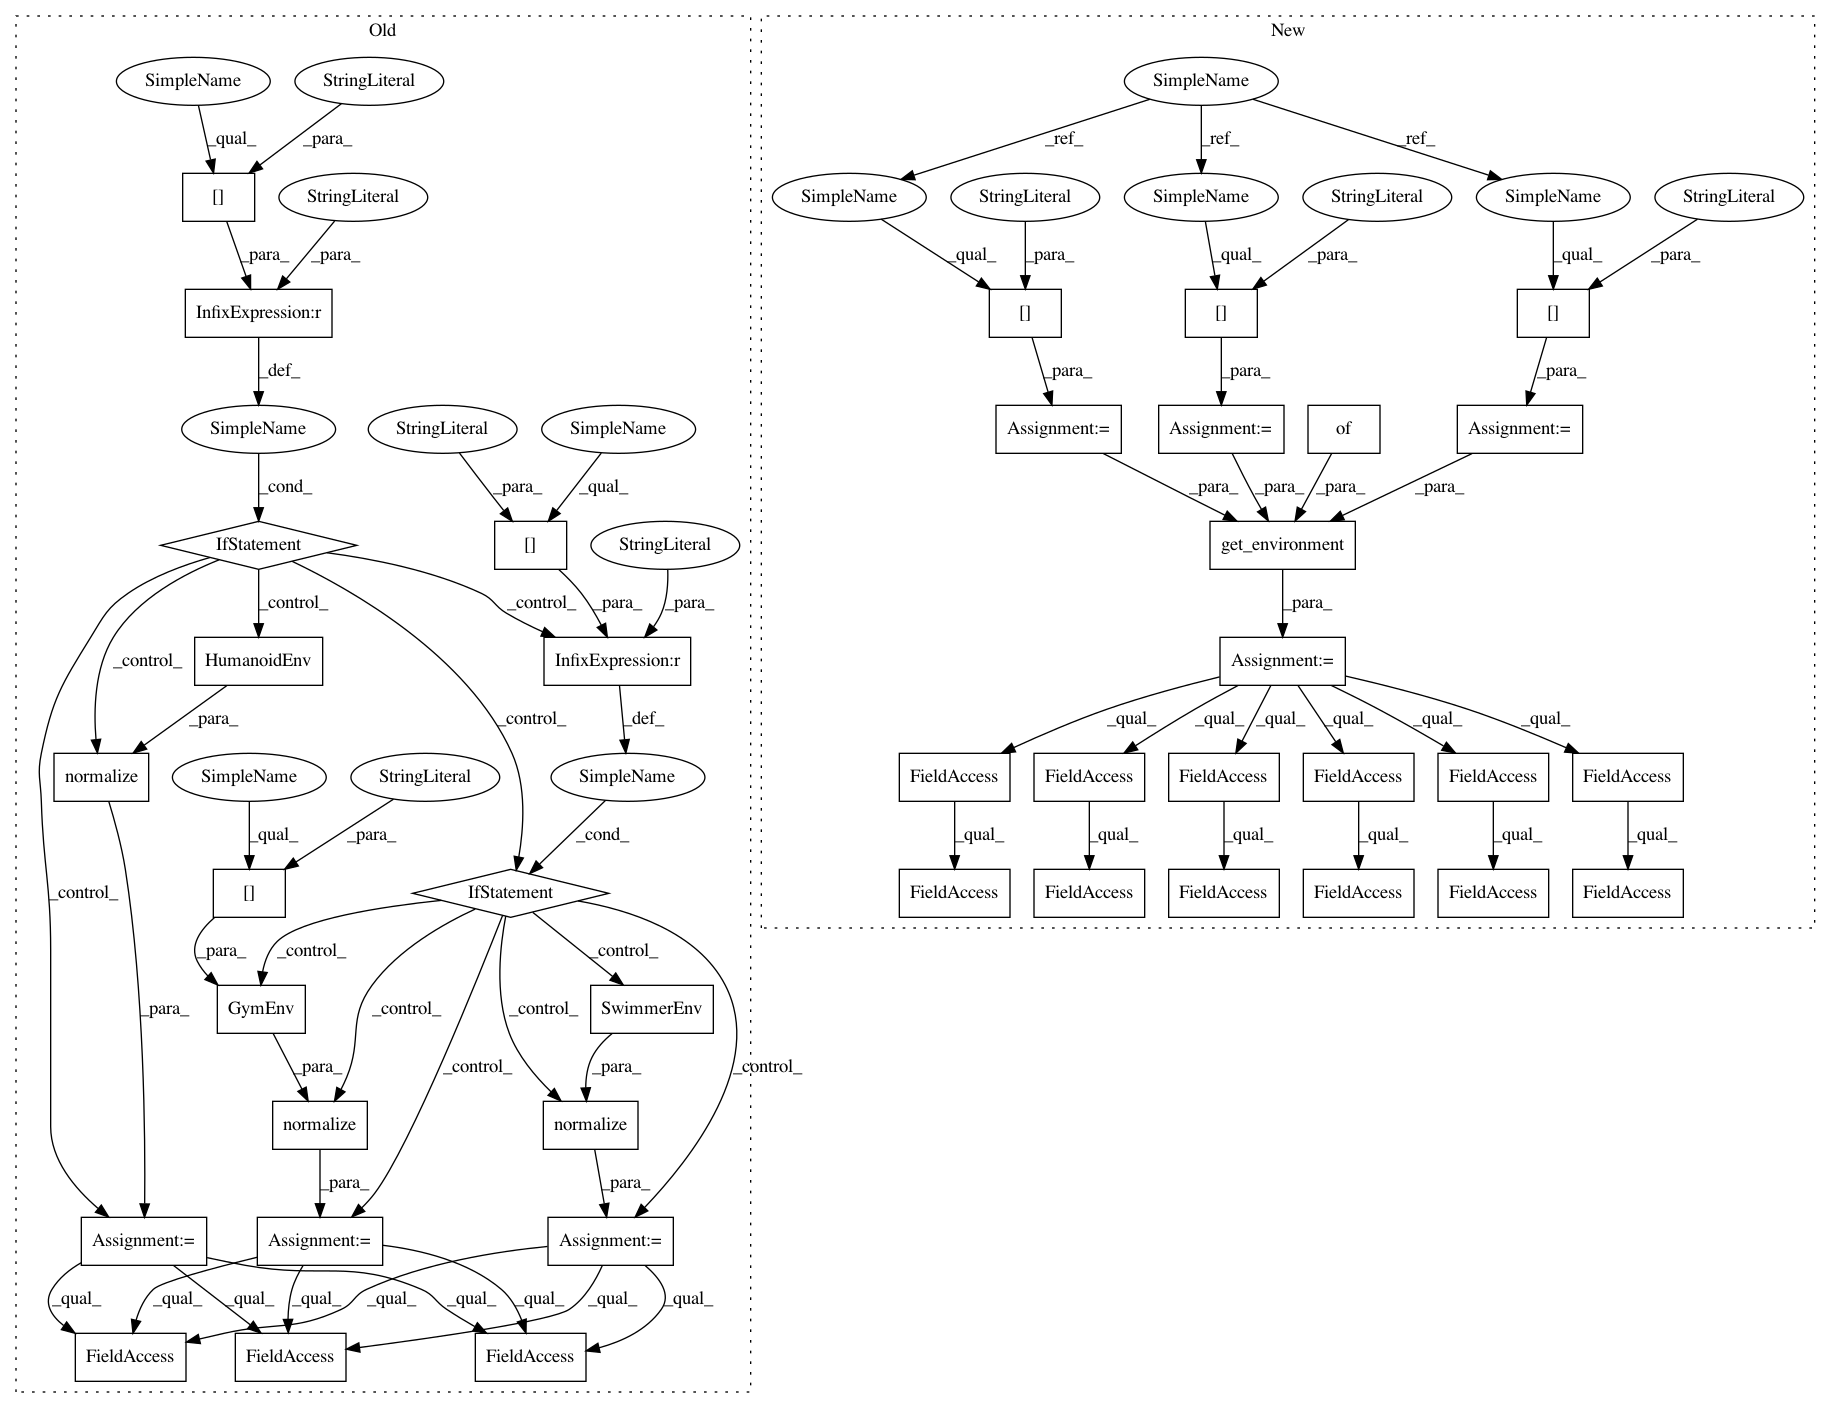 Old
New
SimpleName
StringLiteral
SimpleName
_qual_
_para_
_ref_
_ref_
_ref_
[]
StringLiteral
SimpleName
StringLiteral
SimpleName
StringLiteral
SimpleName
StringLiteral
_para_
_para_
_qual_
_para_
_qual_
_para_
_qual_
_para_
InfixExpression:r
[]
[]
[]
_def_
_para_
_para_
_para_
SimpleName
StringLiteral
SimpleName
Assignment:=
Assignment:=
of
Assignment:=
_cond_
_para_
_qual_
_para_
_para_
_para_
_para_
IfStatement
[]
StringLiteral
get_environment
_control_
_control_
_para_
_para_
_para_
_control_
HumanoidEnv
InfixExpression:r
Assignment:=
_para_
_control_
_def_
_qual_
_qual_
_qual_
_qual_
_qual_
_qual_
normalize
SimpleName
StringLiteral
SimpleName
FieldAccess
FieldAccess
FieldAccess
FieldAccess
FieldAccess
FieldAccess
_qual_
_para_
_cond_
_qual_
_qual_
_qual_
_qual_
_qual_
_qual_
_control_
[]
IfStatement
FieldAccess
FieldAccess
FieldAccess
FieldAccess
FieldAccess
FieldAccess
_para_
_control_
_control_
_para_
GymEnv
_control_
_control_
SwimmerEnv
_para_
_control_
_para_
_control_
normalize
normalize
_para_
_para_
Assignment:=
Assignment:=
Assignment:=
_qual_
_qual_
_qual_
_qual_
_qual_
_qual_
_qual_
_qual_
_qual_
FieldAccess
FieldAccess
FieldAccess